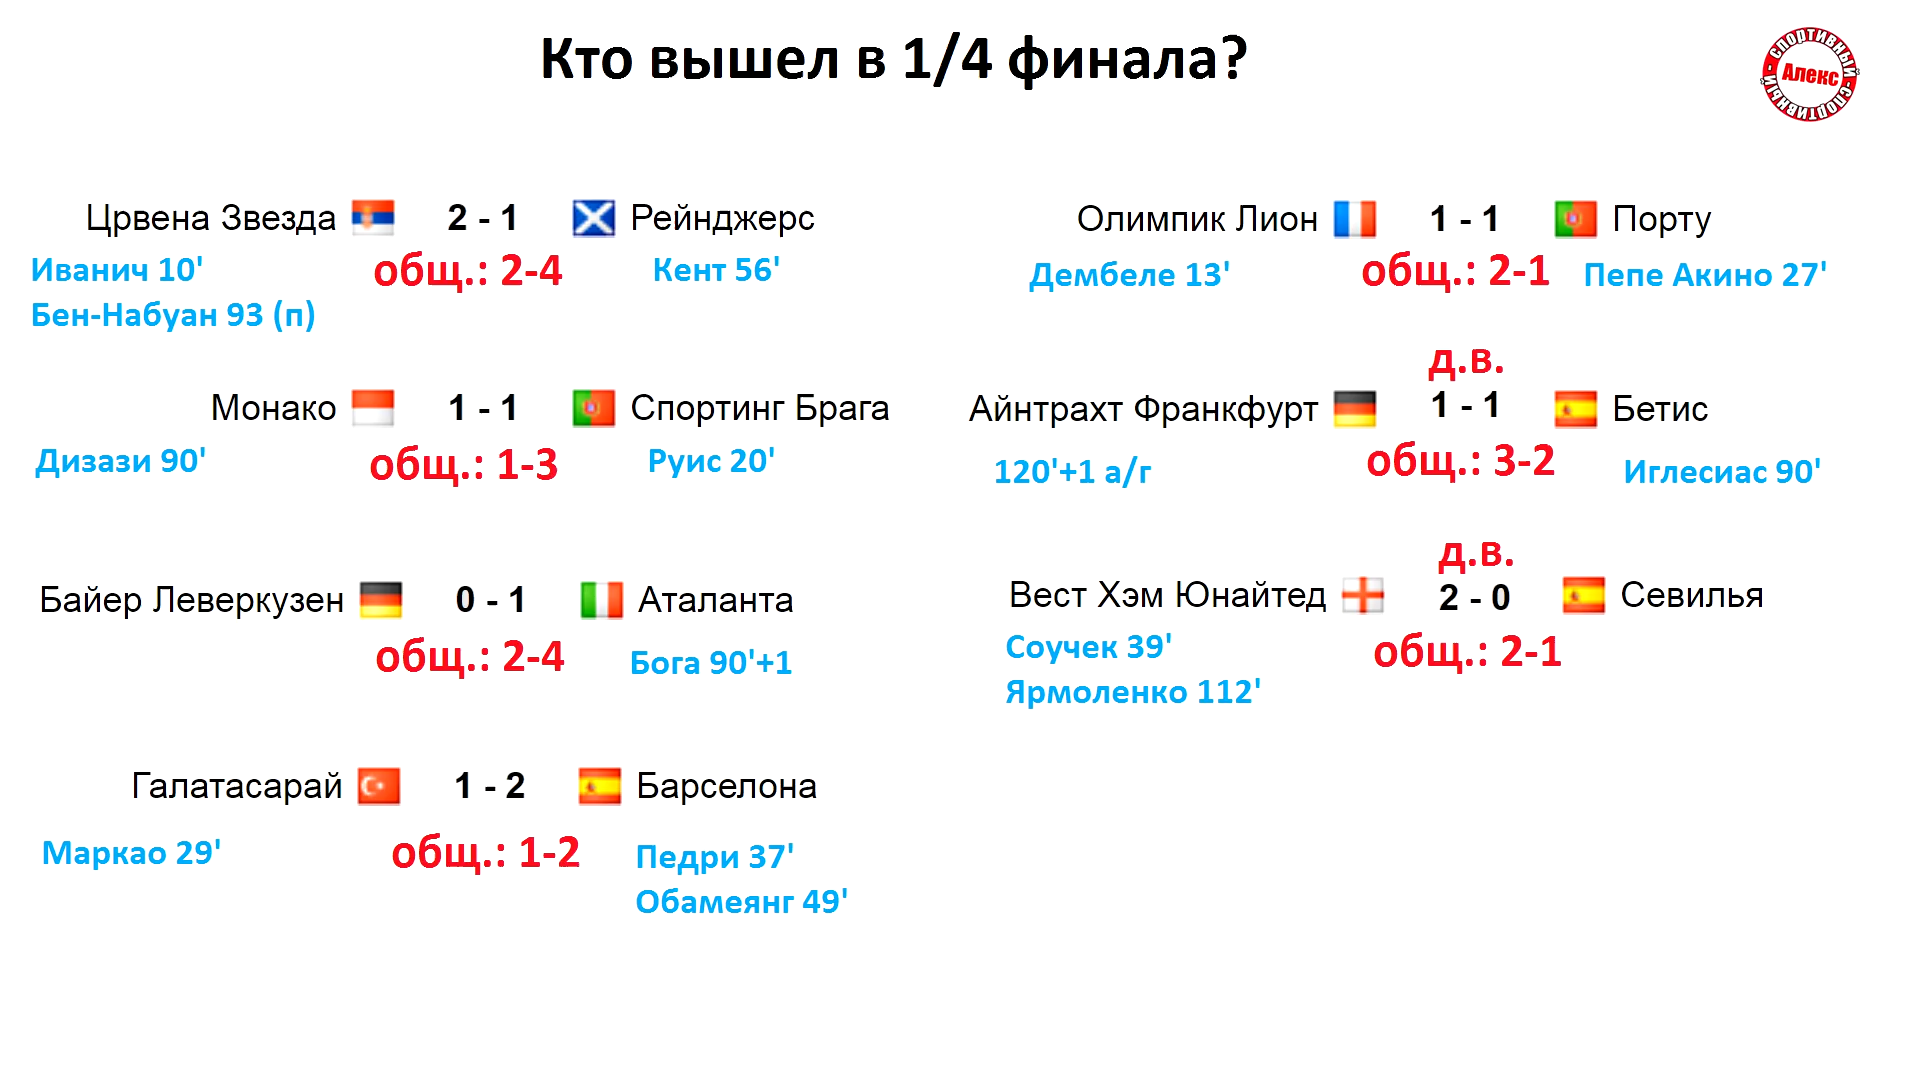 Кто вышел в 1/4 финала?
СПОРТИВНЫЙ - СПОРТИВНЫЙ -
Алекс
Црвена Звезда 2 - 1 Рейнджерс
Иванич 10' общ.: 2-4 Кент 56'
Бен-Набуан 93 (п)
Монако 1 - 1 Спортинг Брага
Дизази 90' общ.: 1-3 Руис 20'
Байер Леверкузен 0 - 1 Аталанта
общ.: 2-4 Бога 90'+1
Галатасарай 1 - 2 Барселона
Маркао 29' общ.: 1-2 Педри 37'
Обамеянг 49'
Олимпик Лион 1 - 1 Порту
Дембеле 13' общ.: 2-1 Пепе Акино 27'
д.в.
Айнтрахт Франкфурт 1 - 1 Бетис
120'+1 а/г общ.: 3-2 Иглесиас 90'
д.в.
Вест Хэм Юнайтед 2 - 0 Севилья
Соучек 39' общ.: 2-1
Ярмоленко 112'